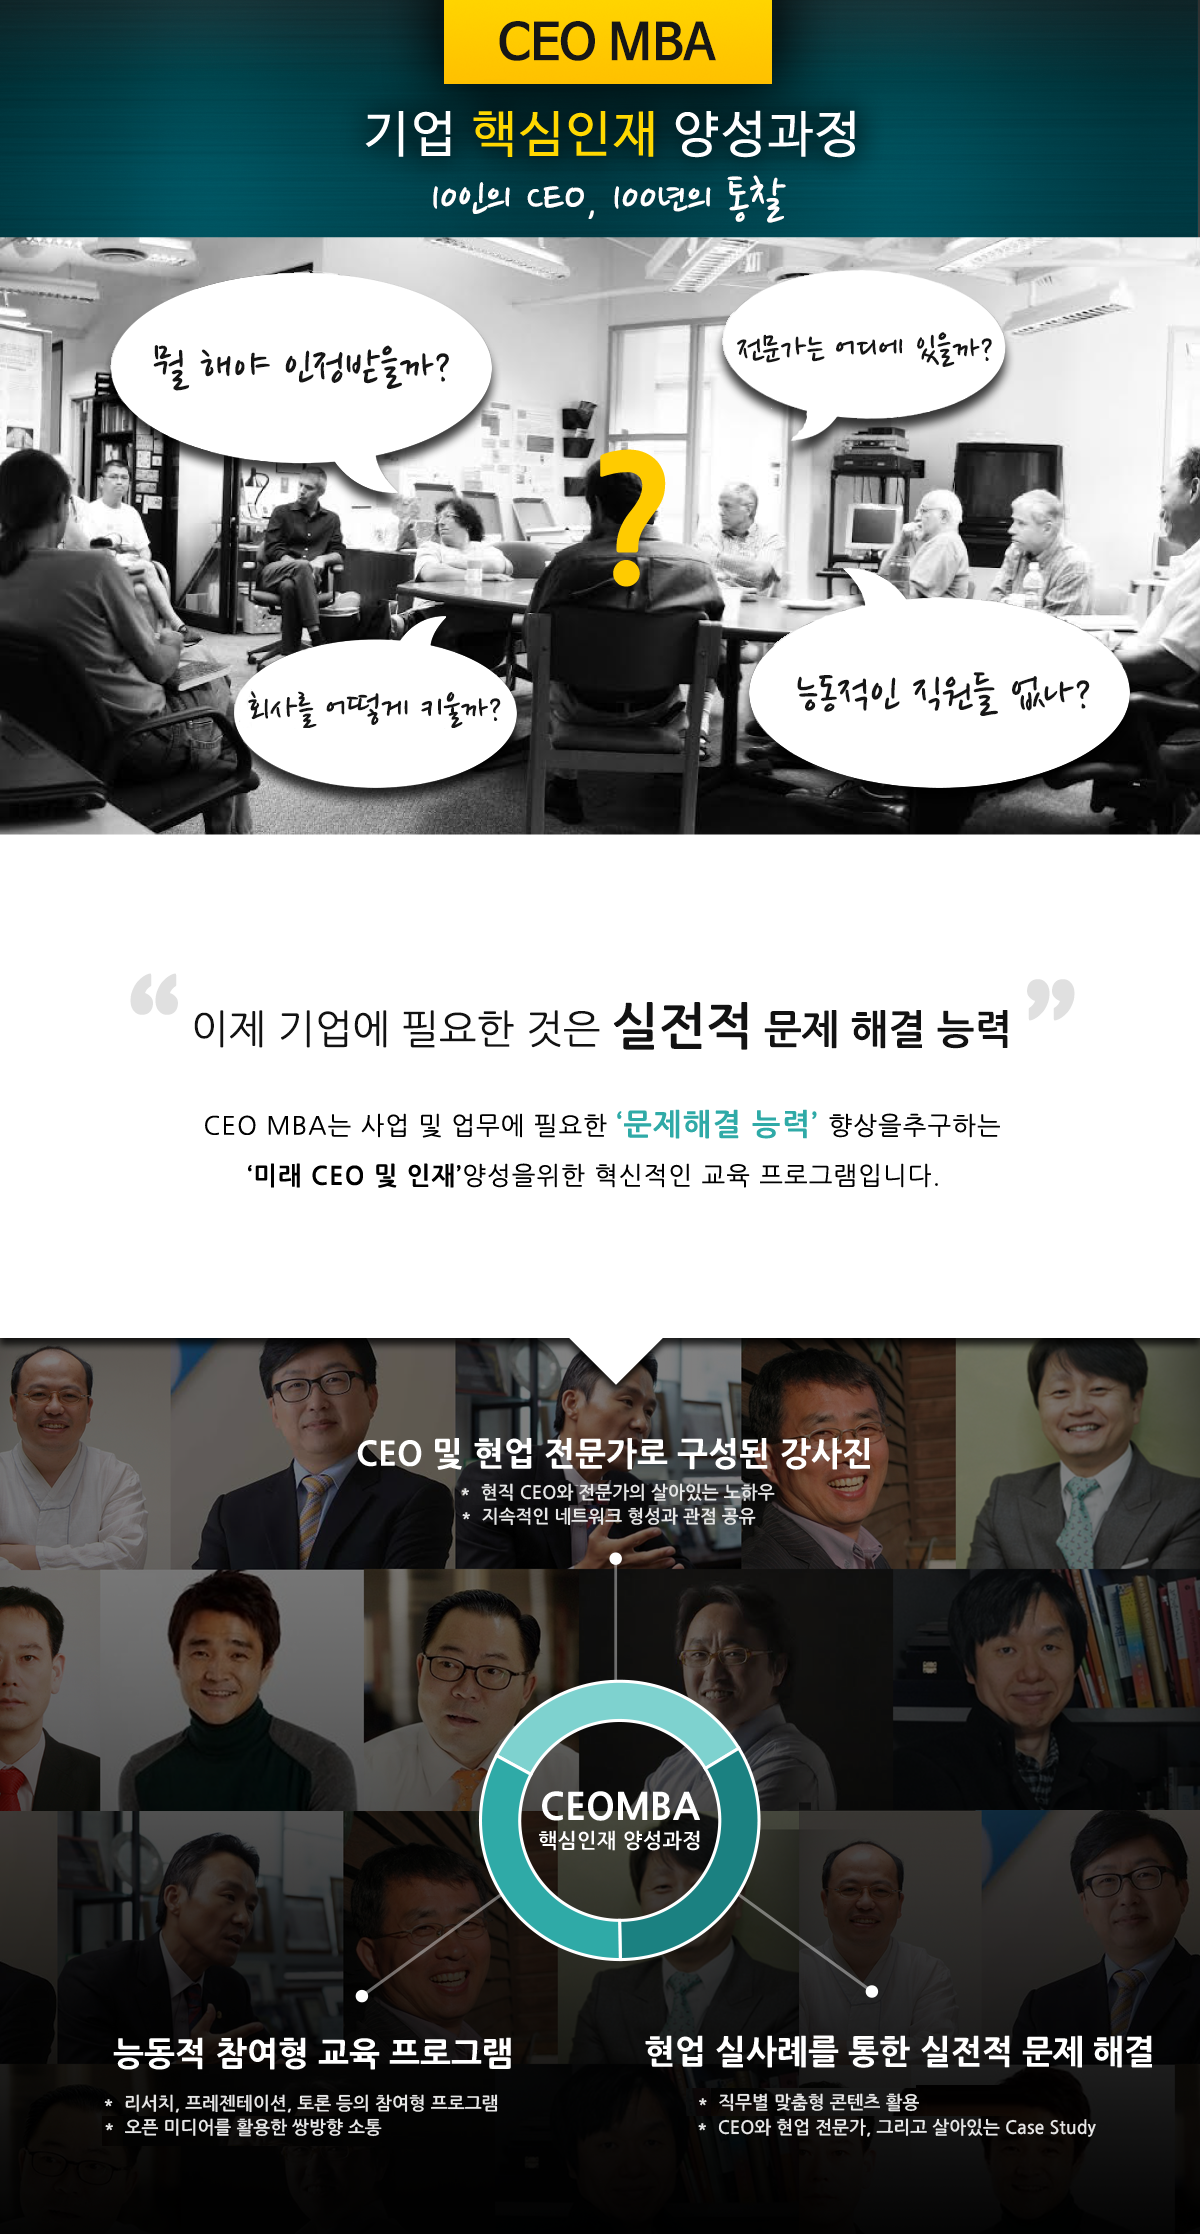 CEO MBA
기업 핵심인재 양성과정
10인의 CEO, 100년의 통찰
뭘 해야 인정받을까?
전문가는 어디에 있을까?
?
회사를 어떻게 키울까?
능동적인 직원들 없나?
“ 이제 기업에 필요한 것은 실전적 문제 해결 능력 ”
CEO MBA는 사업 및 업무에 필요한 ‘문제해결 능력’ 향상을추구하는
‘미래 CEO 및 인재’양성을위한 혁신적인 교육 프로그램입니다.
CEO 및 현업 전문가로 구성된 강사진
* 현직 CEO와 전문가의 살아있는 노하우
* 지속적인 네트워크 형성과 관점 공유
CEOMBA
핵심인재 양성과정
능동적 참여형 교육 프로그램
* 리서치, 프레젠테이션, 토론 등의 참여형 프로그램
* 오픈 미디어를 활용한 쌍방향 소통
현업 실사례를 통한 실전적 문제 해결
* 직무별 맞춤형 콘텐츠 활용
* CEO와 현업 전문가, 그리고 살아있는 Case Study